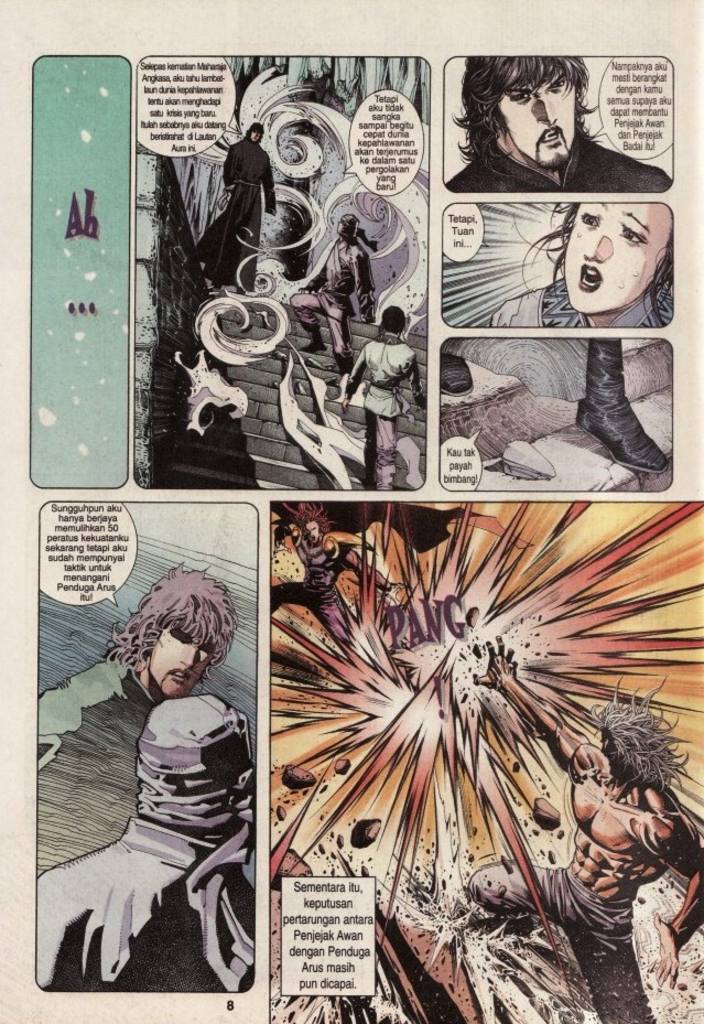 Ah
...
Selepas kematian Maharaja
Angkasa, aku tahu lambat-
laun dunia kepahlawanan
tentu akan menghadapi
satu krisis yang baru.
Itulah sebabnya aku datang
beristirahat di Lautan
Aura ini.
Tetapi
aku tidak
sangka
sampai begitu
cepat dunia
kepahlawanan
akan terjerumus
ke dalam satu
pergolakan
yang
baru!
Nampaknya aku
mesti berangkat
dengan kamu
semua supaya aku
dapat membantu
Penjejak Awan
dan Penjejak
Badai itu!
Tetapi,
Tuan
ini...
Kau tak
payah
bimbang!
Sungguhpun aku
hanya berjaya
memulihkan 50
peratus kekuatanku
sekarang tetapi aku
sudah mempunyai
taktik untuk
menangani
Penduga Arus
itu!
PANG
!
Sementara itu,
keputusan
pertarungan antara
Penjejak Awan
dengan Penduga
Arus masih
pun dicapai.
8